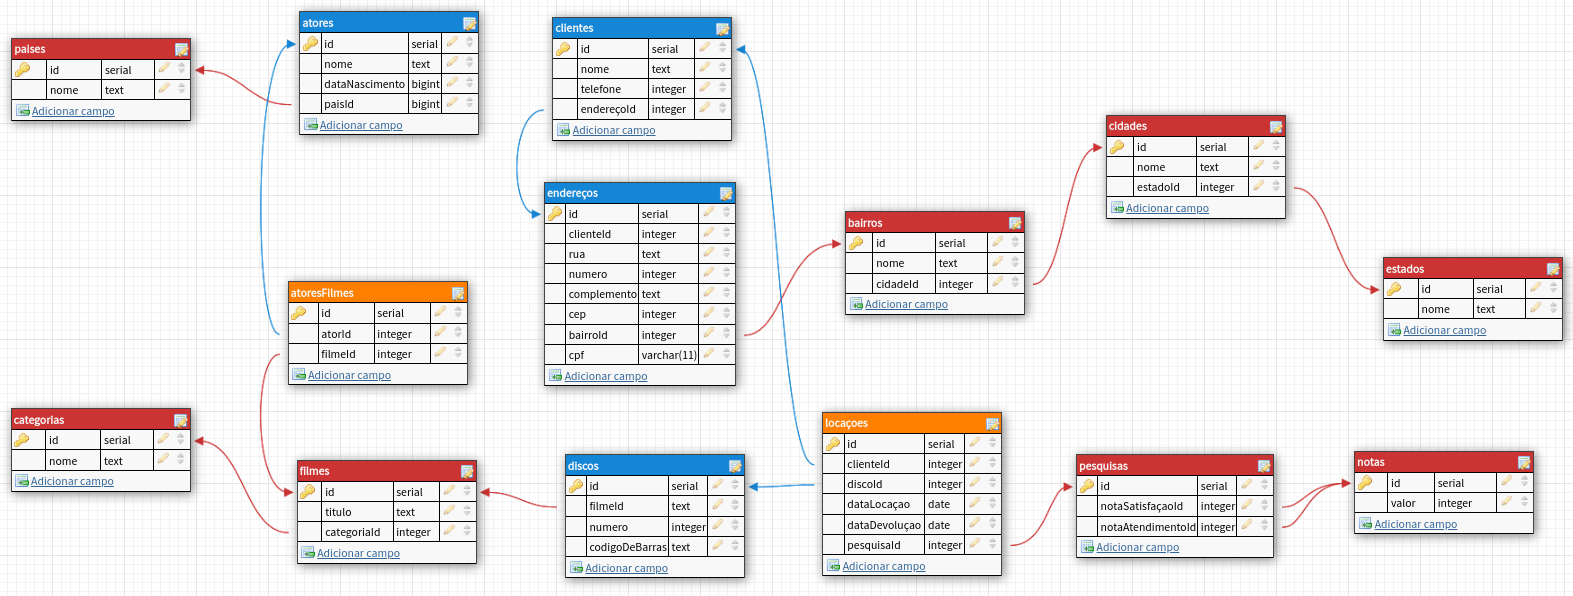 paises
id serial
nome text
Adicionar campo
atores
id serial
nome text
dataNascimento bigint
paisId bigint
Adicionar campo
clientes
id serial
nome text
telefone integer
endereçoId integer
Adicionar campo
endereços
id serial
clienteId integer
rua text
numero integer
complemento text
cep integer
bairroId integer
cpf varchar(11)
Adicionar campo
bairros
id serial
nome text
cidadeId integer
Adicionar campo
cidades
id serial
nome text
estadoId integer
Adicionar campo
estados
id serial
nome text
Adicionar campo
atoresFilmes
id serial
atorId integer
filmeId integer
Adicionar campo
categorias
id serial
nome text
Adicionar campo
filmes
id serial
titulo text
categoriaId integer
Adicionar campo
discos
id serial
filmeId text
numero integer
codigoDeBarras text
Adicionar campo
locaçoes
id serial
clienteId integer
discoId integer
dataLocaçao date
dataDevoluçao date
pesquisaId integer
Adicionar campo
pesquisas
id serial
notaSatisfaçaoId integer
notaAtendimentoId integer
Adicionar campo
notas
id serial
valor integer
Adicionar campo